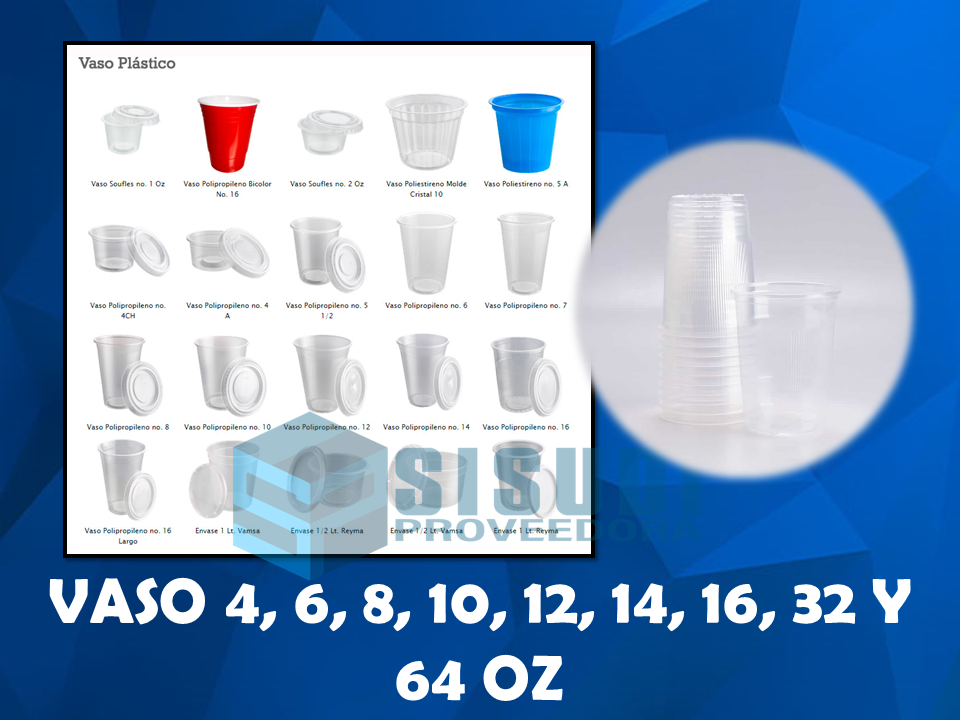 Vaso Plástico
Vaso Soufles no. 1 Oz
Vaso Polipropileno Bicolor
No. 16
Vaso Soufles no. 2 Oz
Vaso Poliestireno Molde
Cristal 10
Vaso Poliestireno no. 5 A
Vaso Polipropileno no.
4CH
Vaso Polipropileno no. 4
A
Vaso Polipropileno no. 5
1/2
Vaso Polipropileno no. 6
Vaso Polipropileno no. 7
Vaso Polipropileno no. 8
Vaso Polipropileno no. 10
Vaso Polipropileno no. 12
Vaso Polipropileno no. 14
Vaso Polipropileno no. 16
Vaso Polipropileno no. 16
Largo
Envase 1 Lt. Vamsa
Envase 1/2 Lt. Reyma
Envase 1/2 Lt. Vamsa
Envase 1 Lt. Reyma
SISUDI
PROVEEDORA
VASO 4, 6, 8, 10, 12, 14, 16, 32 Y
64 OZ